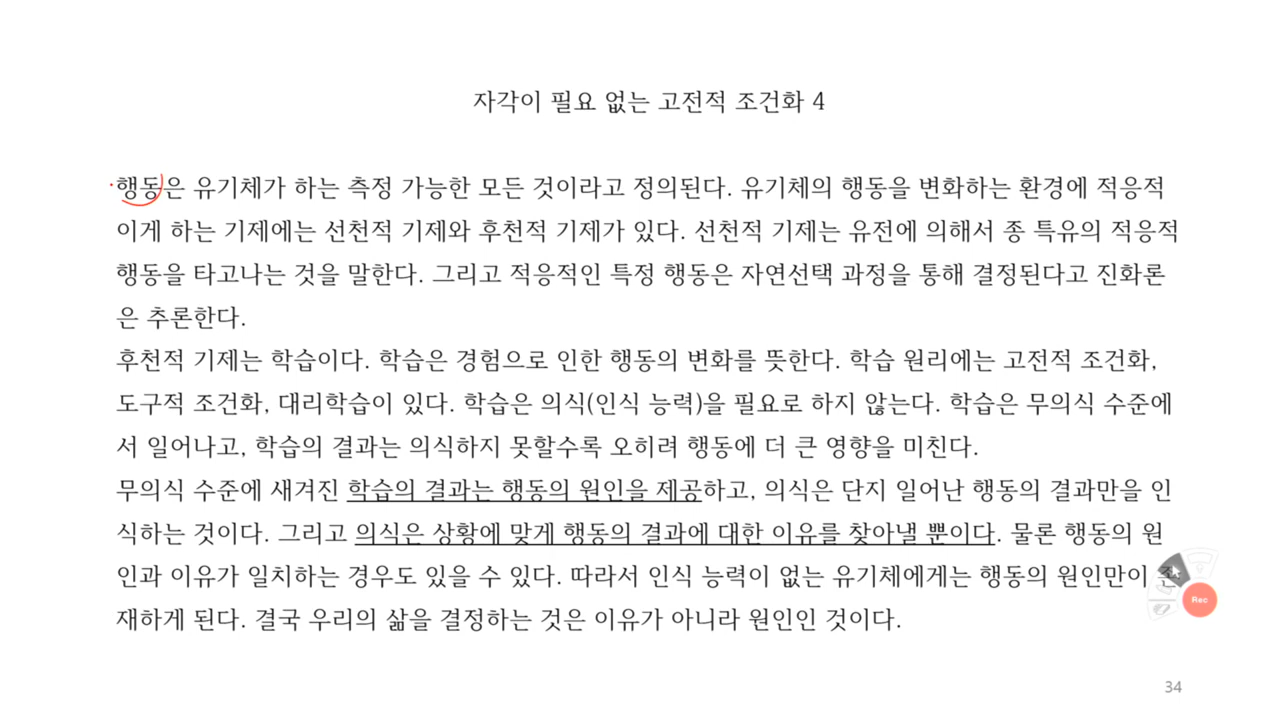 자각이 필요 없는 고전적 조건화 4
행동은 유기체가 하는 측정 가능한 모든 것이라고 정의된다. 유기체의 행동을 변화하는 환경에 적응적
이게 하는 기제에는 선천적 기제와 후천적 기제가 있다. 선천적 기제는 유전에 의해서 종 특유의 적응적
행동을 타고나는 것을 말한다. 그리고 적응적인 특정 행동은 자연선택 과정을 통해 결정된다고 진화론
은 추론한다.
후천적 기제는 학습이다. 학습은 경험으로 인한 행동의 변화를 뜻한다. 학습 원리에는 고전적 조건화,
도구적 조건화, 대리학습이 있다. 학습은 의식(인식 능력)을 필요로 하지 않는다. 학습은 무의식 수준에
서 일어나고, 학습의 결과는 의식하지 못할수록 오히려 행동에 더 큰 영향을 미친다.
무의식 수준에 새겨진 학습의 결과는 행동의 원인을 제공하고, 의식은 단지 일어난 행동의 결과만을 인
식하는 것이다. 그리고 의식은 상황에 맞게 행동의 결과에 대한 이유를 찾아낼 뿐이다. 물론 행동의 원
인과 이유가 일치하는 경우도 있을 수 있다. 따라서 인식 능력이 없는 유기체에게는 행동의 원인만이
재하게 된다. 결국 우리의 삶을 결정하는 것은 이유가 아니라 원인인 것이다.
Rec
34